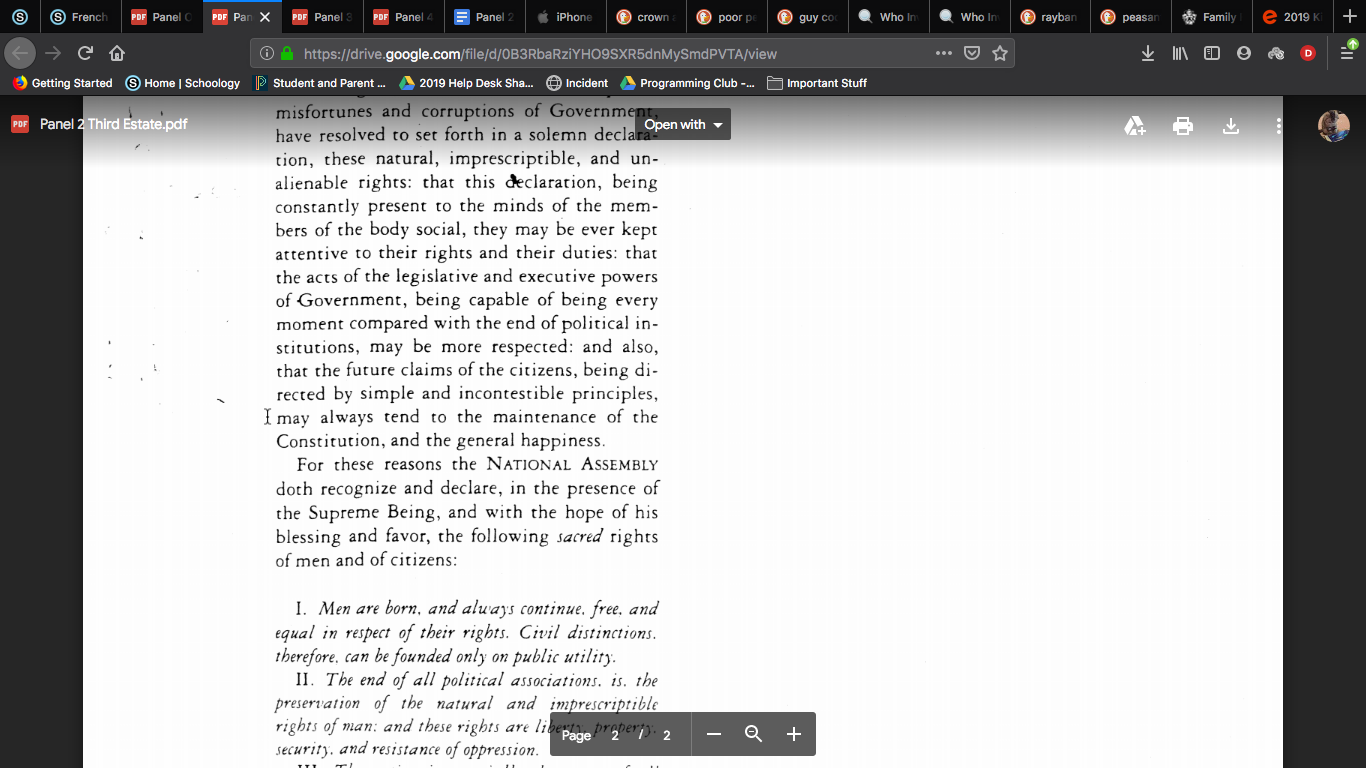 French
Panel O
Pan
Panel 3
Panel 4
Panel 2
iPhone
crown a
poor pe
guy coo
Who In
Who In
rayban
peasan
Family
2019 K
https://drive.google.com/file/d/0B3RbaRziYHO9SXR5dnMySmdPVTA/view
Getting Started
Home | Schoology
Student and Parent ...
2019 Help Desk Sha...
Incident
Programming Club -...
Important Stuff
PDF Panel 2 Third Estate.pdf
Open with
misfortunes and corruptions of Government,
have resolved to set forth in a solemn declara-
tion, these natural, imprescriptible, and un-
alienable rights: that this declaration, being
constantly present to the minds of the mem-
bers of the body social, they may be ever kept
attentive to their rights and their duties: that
the acts of the legislative and executive powers
of Government, being capable of being every
moment compared with the end of political in-
stitutions, may be more respected: and also,
that the future claims of the citizens, being di-
rected by simple and incontestible principles,
may always tend to the maintenance of the
Constitution, and the general happiness.
For these reasons the NATIONAL ASSEMBLY
doth recognize and declare, in the presence of
the Supreme Being, and with the hope of his
blessing and favor, the following sacred rights
of men and of citizens:
I. Men are born, and always continue, free, and
equal in respect of their rights. Civil distinctions,
therefore, can be founded only on public utility.
II. The end of all political associations, is, the
preservation of the natural and imprescriptible
rights of man; and these rights are liberty, property,
security, and resistance of oppression.
Page 2 / 2